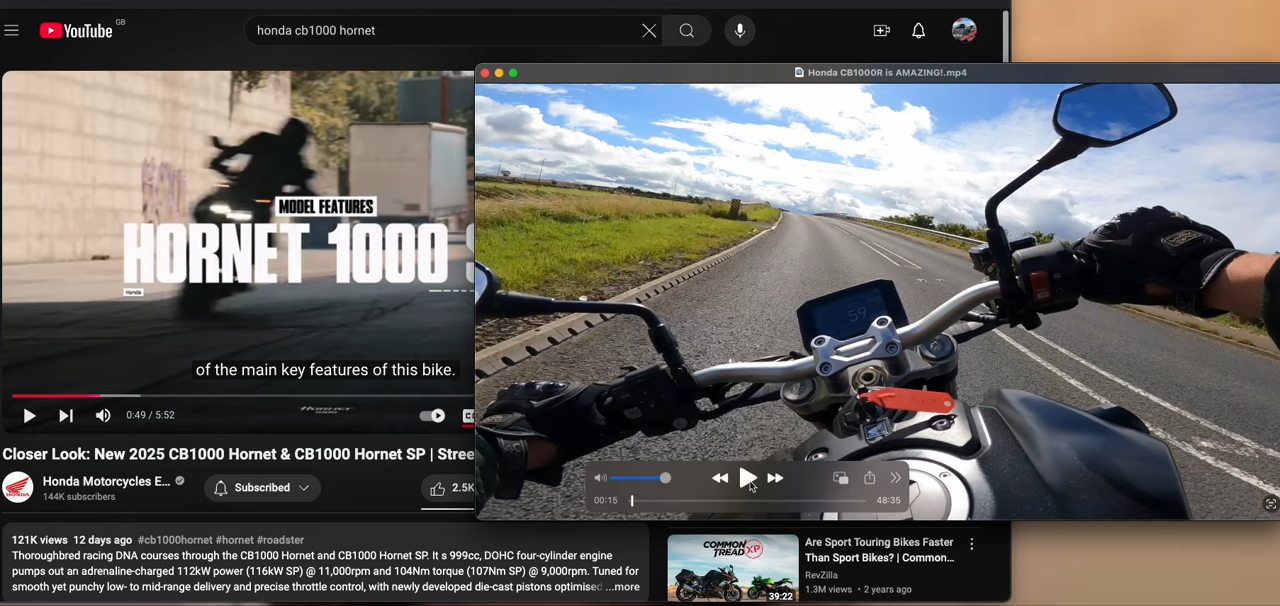 YouTube GB
honda cb1000 hornet
Honda CB1000R is AMAZING!.mp4
MODEL FEATURES
HORNET 1000
Honda
of the main key features of this bike.
0:49 / 5:52
59
00:15
48:35
Closer Look: New 2025 CB1000 Hornet & CB1000 Hornet SP | Stree
Honda Motorcycles E...
144K subscribers
Subscribed
2.5K
121K views 12 days ago #cb1000hornet #hornet #roadster
Thoroughbred racing DNA courses through the CB1000 Hornet and CB1000 Hornet SP. It s 999cc, DOHC four-cylinder engine
pumps out an adrenaline-charged 112kW power (116kW SP) @ 11,000rpm and 104Nm torque (107Nm SP) @ 9,000rpm. Tuned for
smooth yet punchy low- to mid-range delivery and precise throttle control, with newly developed die-cast pistons optimised ...more
COMMON
TREAD XP
39:22
Are Sport Touring Bikes Faster
Than Sport Bikes? | Common...
RevZilla
1.3M views • 2 years ago